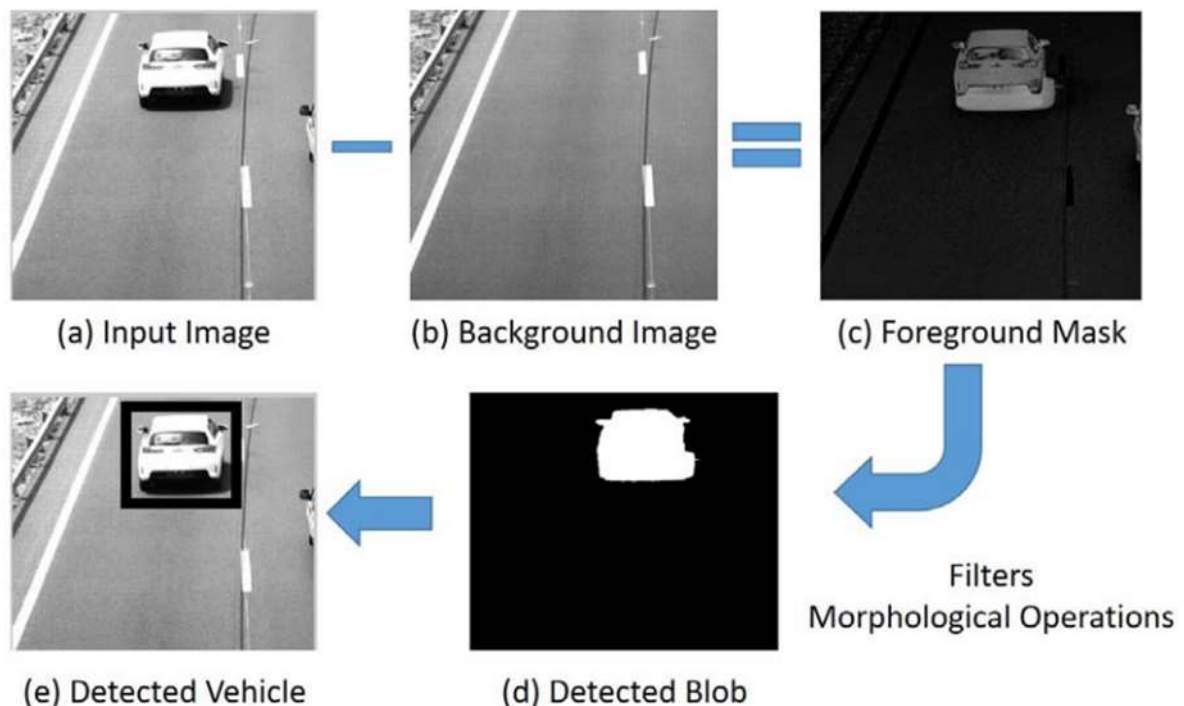 (a) Input Image
(b) Background Image
(c) Foreground Mask
Filters
Morphological Operations
(e) Detected Vehicle
(d) Detected Blob